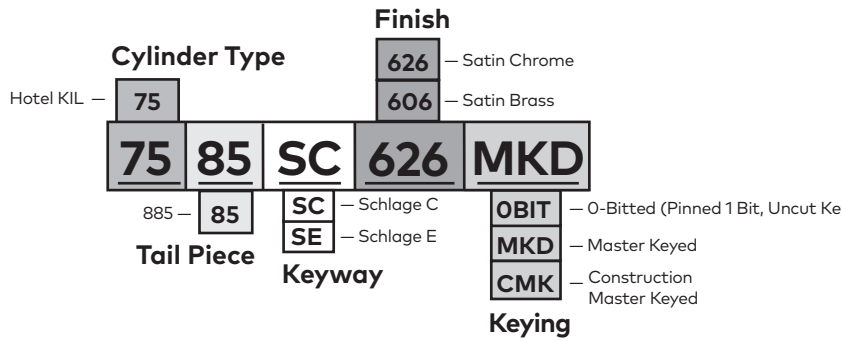 Finish
Cylinder Type
626 – Satin Chrome
Hotel KIL – 75
606 – Satin Brass
75 85 SC 626 MKD
885 – 85
SC – Schlage C
0BIT – 0-Bitted (Pinned 1 Bit, Uncut Ke
SE – Schlage E
MKD – Master Keyed
Tail Piece
Keyway
CMK – Construction
Master Keyed
Keying